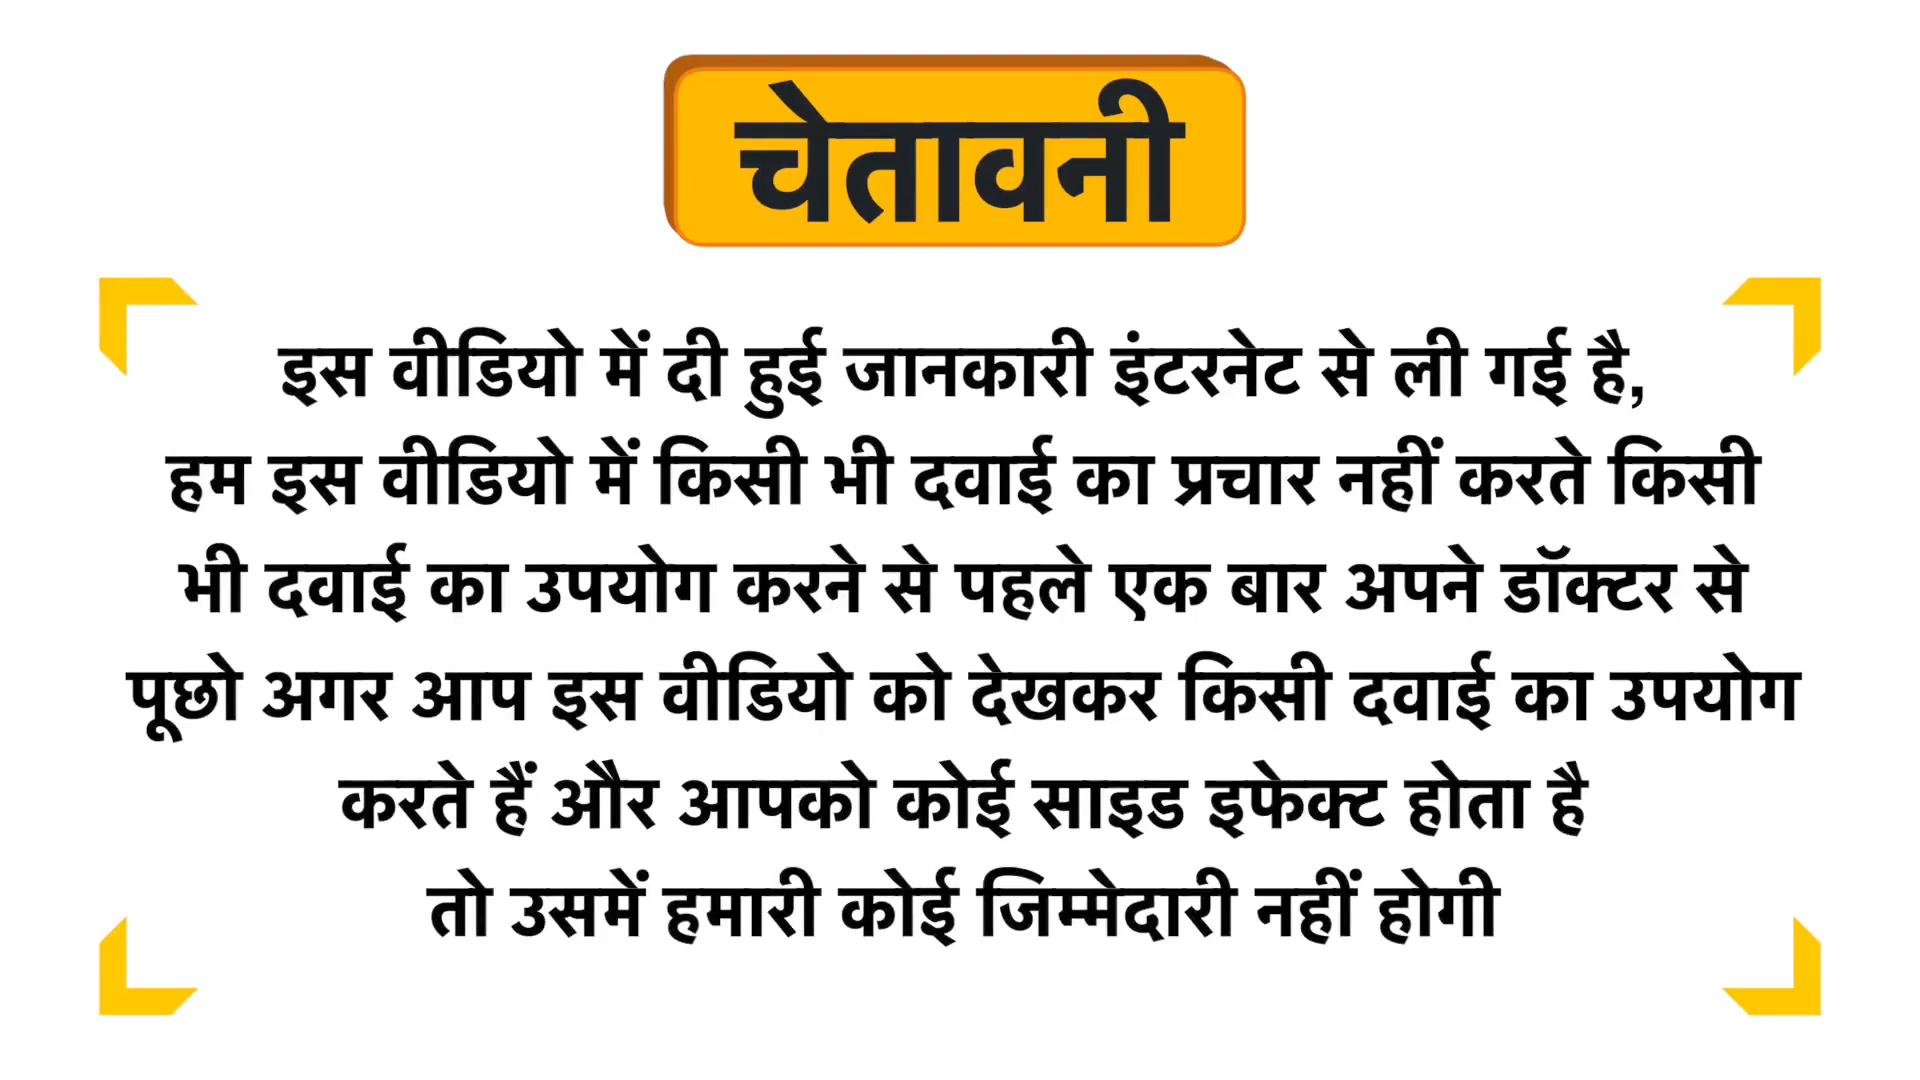 चेतावनी
इस वीडियो में दी हुई जानकारी इंटरनेट से ली गई है,
हम इस वीडियो में किसी भी दवाई का प्रचार नहीं करते किसी
भी दवाई का उपयोग करने से पहले एक बार अपने डॉक्टर से
पूछो अगर आप इस वीडियो को देखकर किसी दवाई का उपयोग
करते हैं और आपको कोई साइड इफेक्ट होता है
तो उसमें हमारी कोई जिम्मेदारी नहीं होगी